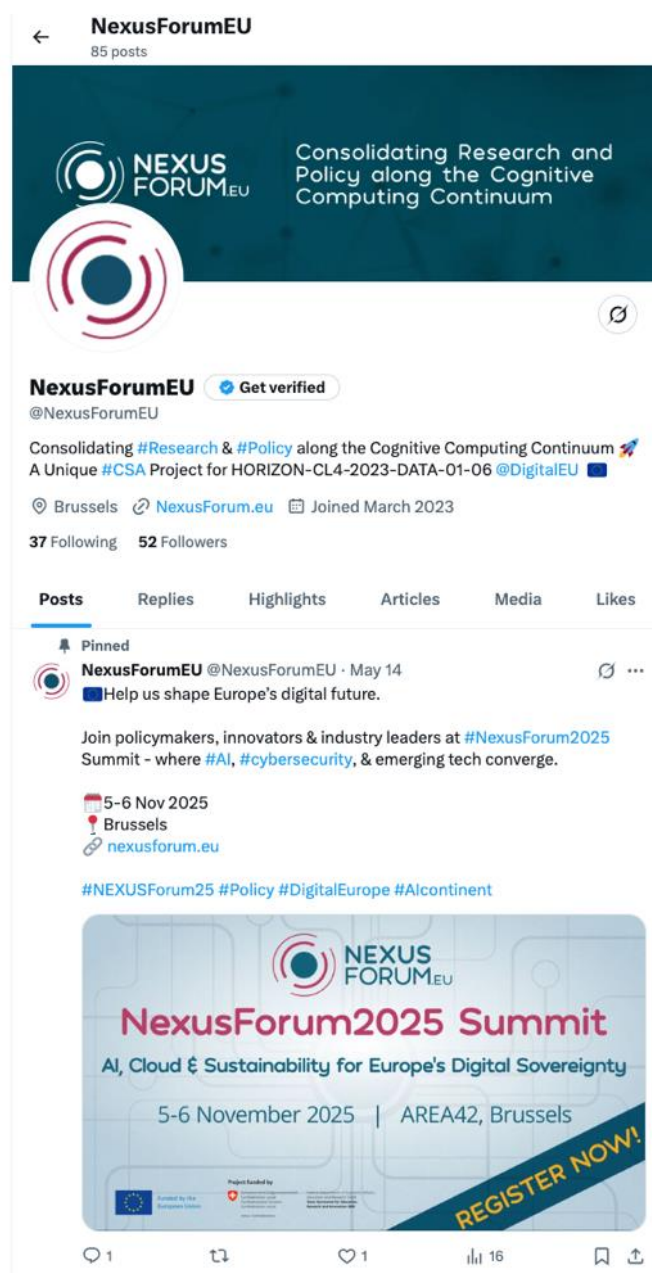 NexusForumEU
85 posts
NEXUS
FORUM.EU
Consolidating Research and
Policy along the Cognitive
Computing Continuum
NexusForumEU Get verified
@NexusForumEU
Consolidating #Research & #Policy along the Cognitive Computing Continuum 🚀
A Unique #CSA Project for HORIZON-CL4-2023-DATA-01-06 @DigitalEU 🇪🇺
Brussels NexusForum.eu Joined March 2023
37 Following 52 Followers
Posts Replies Highlights Articles Media Likes
Pinned
NexusForumEU @NexusForumEU · May 14
🇪🇺Help us shape Europe's digital future.
Join policymakers, innovators & industry leaders at #NexusForum2025
Summit - where #AI, #cybersecurity, & emerging tech converge.
📅5-6 Nov 2025
📍Brussels
🔗 nexusforum.eu
#NEXUSForum25 #Policy #DigitalEurope #AIcontinent
NEXUS
FORUM.EU
NexusForum2025 Summit
AI, Cloud & Sustainability for Europe's Digital Sovereignty
5-6 November 2025 | AREA42, Brussels
REGISTER NOW!
Project funded by
Funded by the
European Union
1 1 16